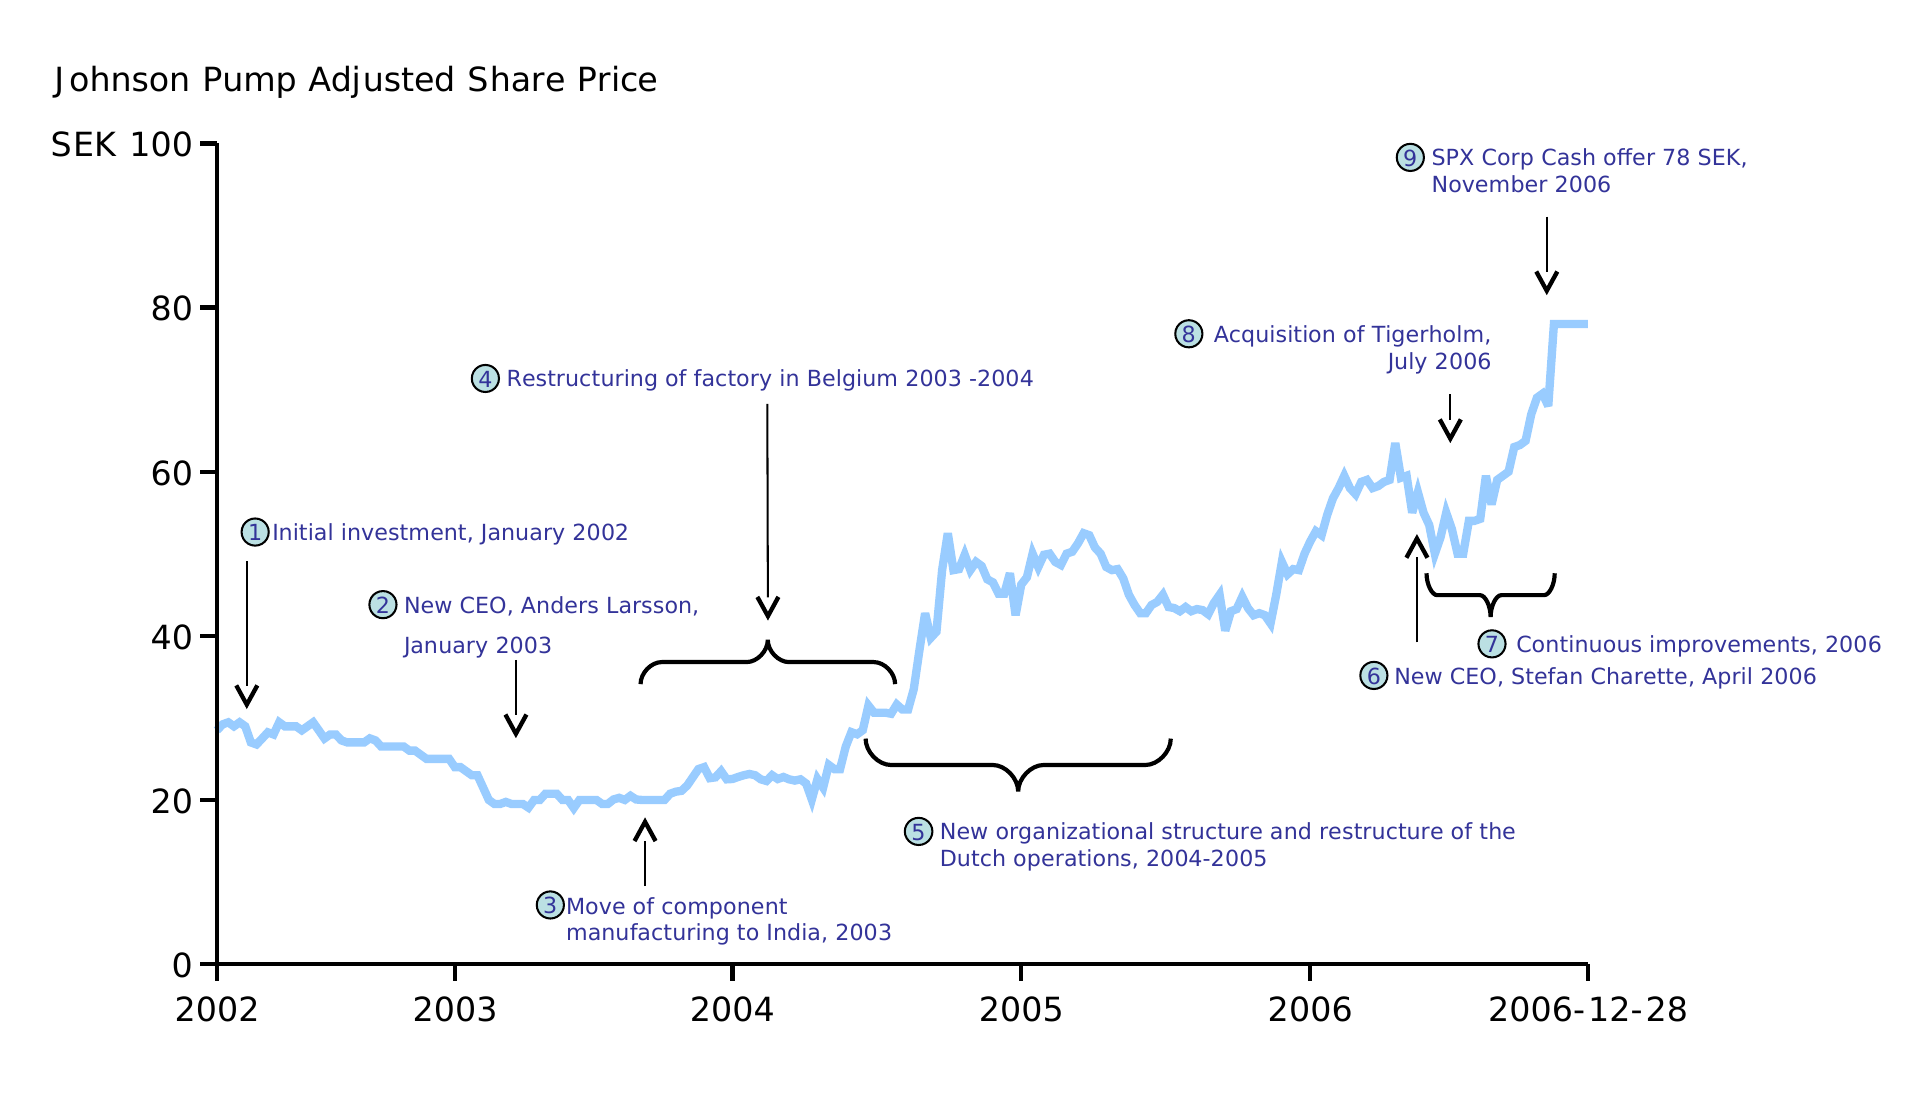 Johnson Pump Adjusted Share Price
SEK 100
9 SPX Corp Cash offer 78 SEK,
November 2006
80
8 Acquisition of Tigerholm,
July 2006
4 Restructuring of factory in Belgium 2003 -2004
60
1 Initial investment, January 2002
2 New CEO, Anders Larsson,
January 2003
40
7 Continuous improvements, 2006
6 New CEO, Stefan Charette, April 2006
20
5 New organizational structure and restructure of the
Dutch operations, 2004-2005
3 Move of component
manufacturing to India, 2003
0
2002 2003 2004 2005 2006 2006-12-28